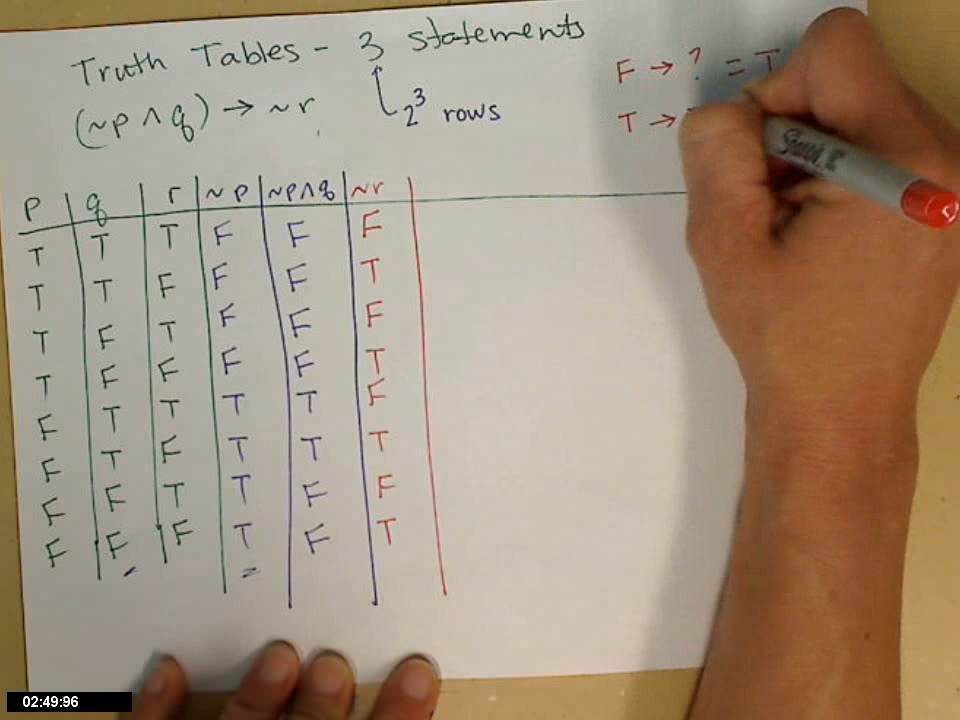 Truth Tables - 3 statements
(~p ∧ q) → ~r
2³ rows
F → ? = T
T →
p q r ~p ~p∧q ~r
T T T F F F
T T F F F T
T F T F F F
T F F F F T
F T T T T F
F T F T T T
F F T T F F
F F F T F T
Sharpie
02:49:96